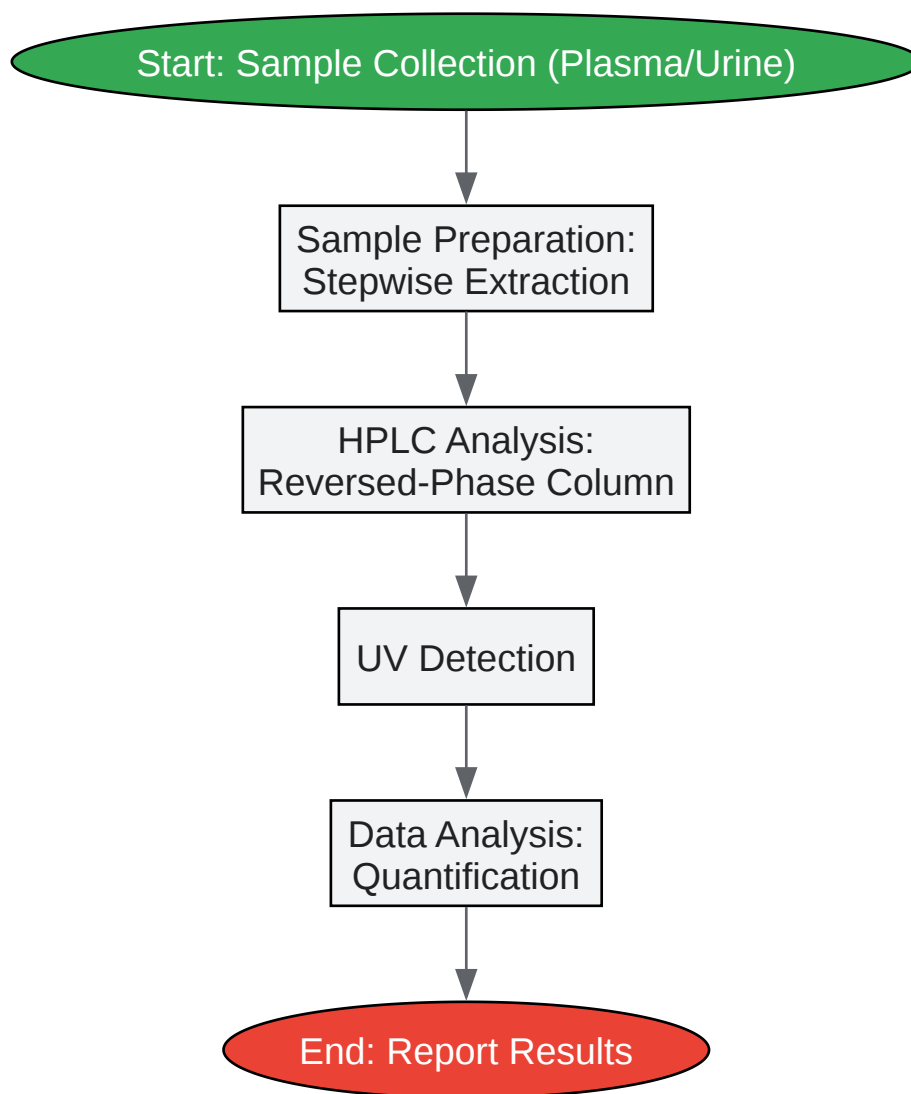 Start: Sample Collection (Plasma/Urine)
Sample Preparation:
Stepwise Extraction
HPLC Analysis:
Reversed-Phase Column
UV Detection
Data Analysis:
Quantification
End: Report Results